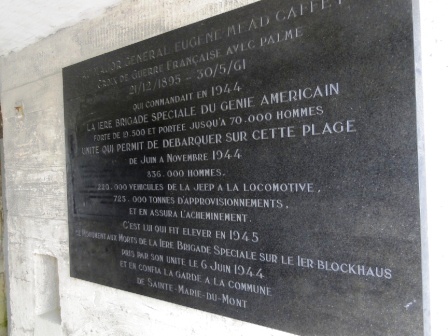 MAJOR GENERAL EUGENE MEAD CAFFEY
CROIX DE GUERRE FRANÇAISE AVEC PALME
21/12/1895 - 30/5/61
QUI COMMANDAIT EN 1944
LA 1ERE BRIGADE SPECIALE DU GENIE AMERICAIN
FORTE DE 19.500 ET PORTEE JUSQU'A 70.000 HOMMES
UNITE QUI PERMIT DE DEBARQUER SUR CETTE PLAGE
DE JUIN A NOVEMBRE 1944
836.000 HOMMES.
220.000 VEHICULES DE LA JEEP A LA LOCOMOTIVE,
725.000 TONNES D'APPROVISIONNEMENTS,
ET EN ASSURA L'ACHEMINEMENT.
C'EST LUI QUI FIT ELEVER EN 1945
LE MONUMENT AUX MORTS DE LA 1ERE BRIGADE SPECIALE SUR LE 1ER BLOCKHAUS
PRIS PAR SON UNITE LE 6 JUIN 1944
ET EN CONFIA LA GARDE A LA COMMUNE
DE SAINTE-MARIE-DU-MONT